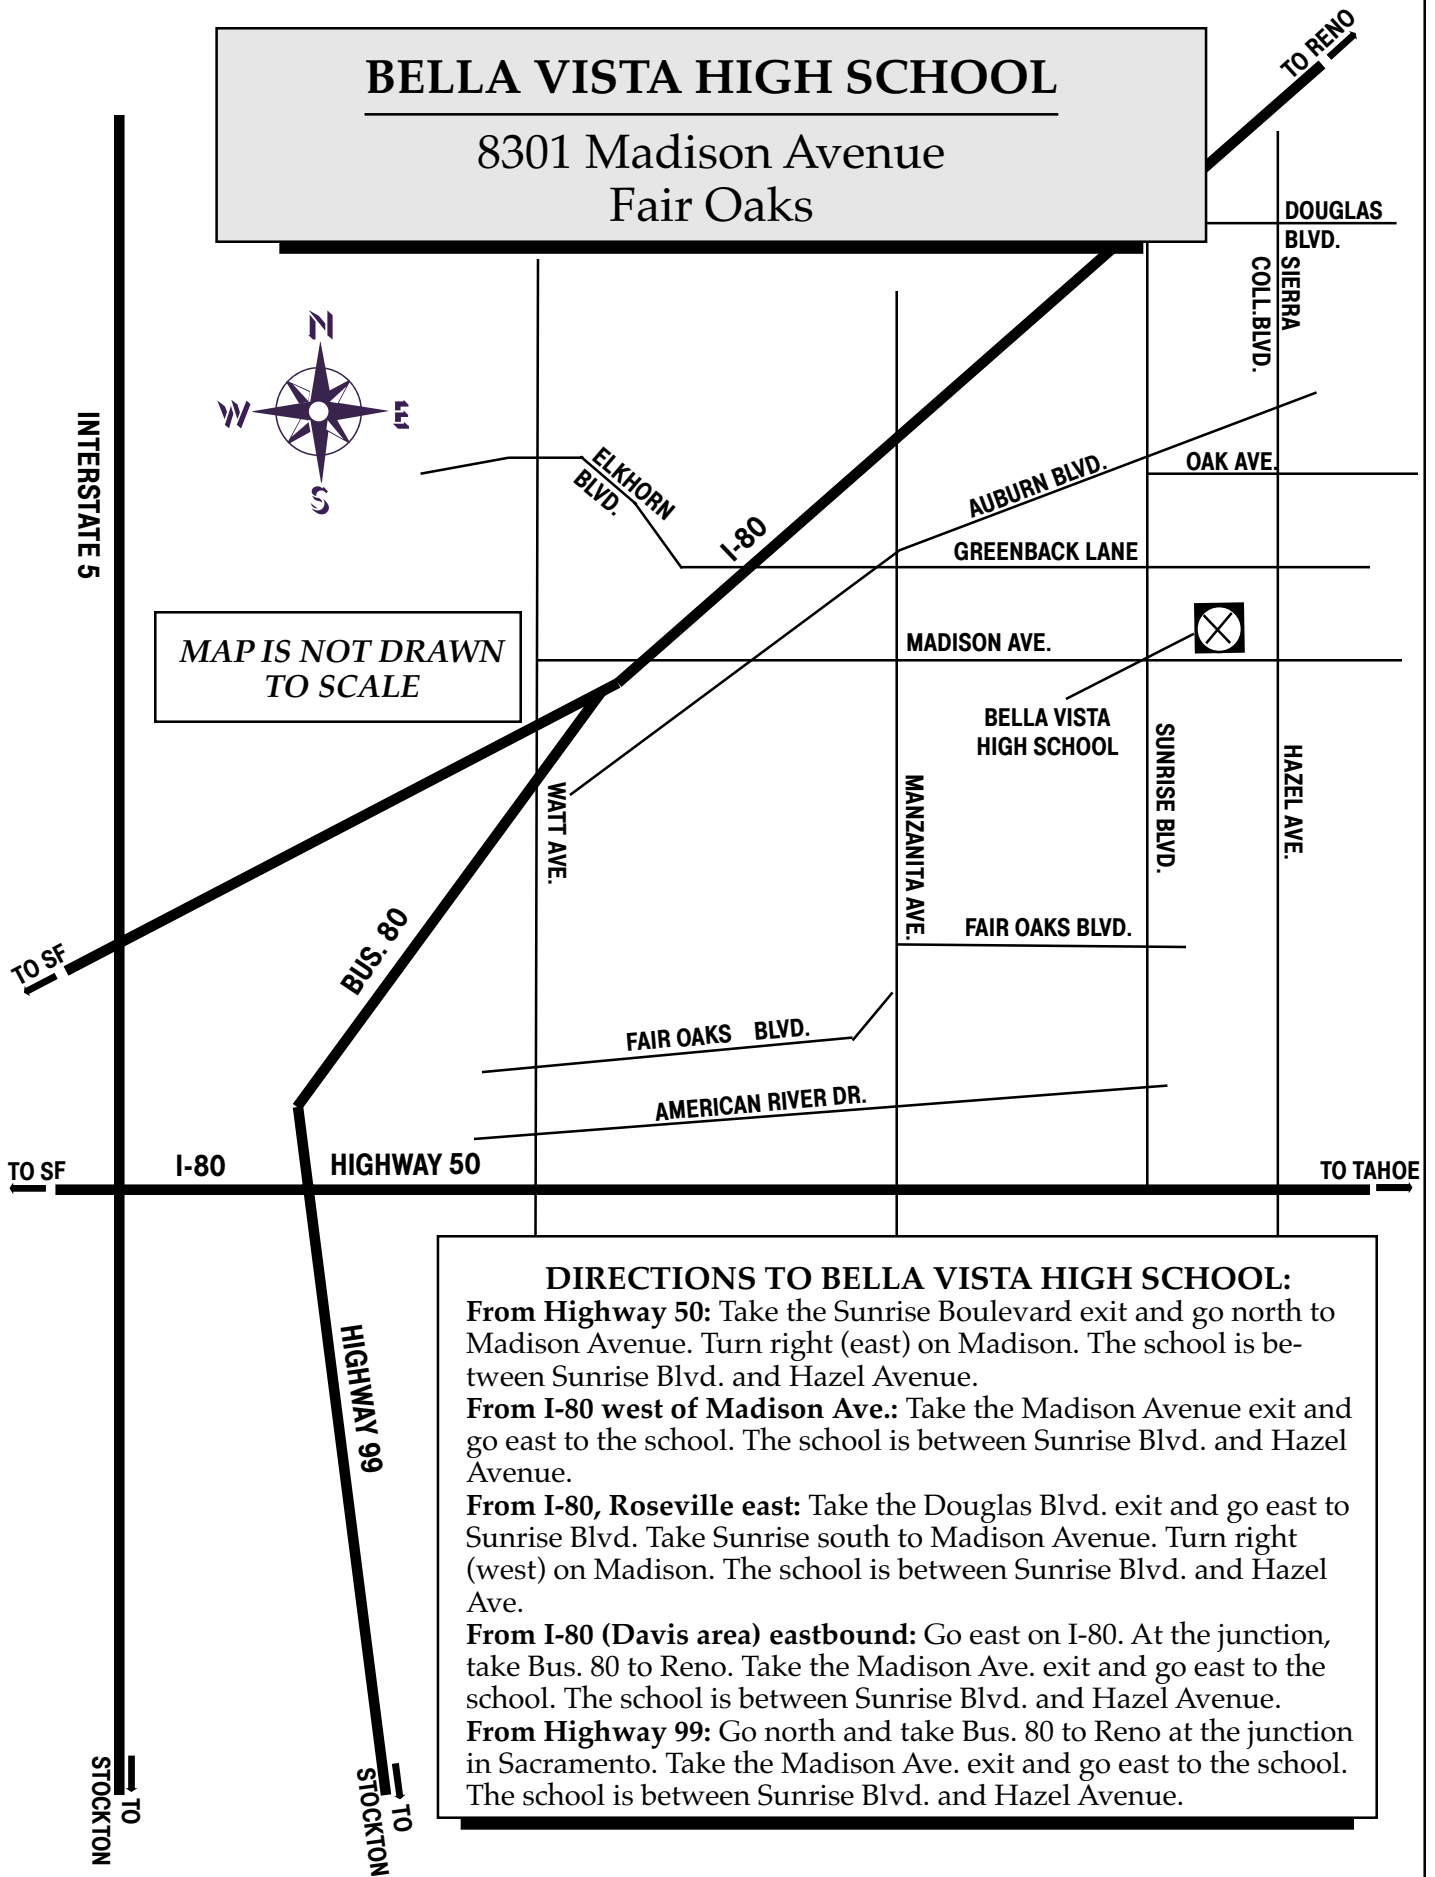 BELLA VISTA HIGH SCHOOL
8301 Madison Avenue
Fair Oaks
TO RENO
DOUGLAS
BLVD.
SIERRA
COLL.BLVD.
N
W
E
S
INTERSTATE 5
ELKHORN
BLVD.
I-80
AUBURN BLVD.
OAK AVE.
GREENBACK LANE
MAP IS NOT DRAWN
TO SCALE
MADISON AVE.
BELLA VISTA
HIGH SCHOOL
WATT AVE.
MANZANITA AVE.
SUNRISE BLVD.
HAZEL AVE.
TO SF
BUS. 80
FAIR OAKS BLVD.
FAIR OAKS BLVD.
AMERICAN RIVER DR.
TO SF
I-80
HIGHWAY 50
TO TAHOE
HIGHWAY 99
DIRECTIONS TO BELLA VISTA HIGH SCHOOL:
From Highway 50: Take the Sunrise Boulevard exit and go north to
Madison Avenue. Turn right (east) on Madison. The school is be-
tween Sunrise Blvd. and Hazel Avenue.
From I-80 west of Madison Ave.: Take the Madison Avenue exit and
go east to the school. The school is between Sunrise Blvd. and Hazel
Avenue.
From I-80, Roseville east: Take the Douglas Blvd. exit and go east to
Sunrise Blvd. Take Sunrise south to Madison Avenue. Turn right
(west) on Madison. The school is between Sunrise Blvd. and Hazel
Ave.
From I-80 (Davis area) eastbound: Go east on I-80. At the junction,
take Bus. 80 to Reno. Take the Madison Ave. exit and go east to the
school. The school is between Sunrise Blvd. and Hazel Avenue.
From Highway 99: Go north and take Bus. 80 to Reno at the junction
in Sacramento. Take the Madison Ave. exit and go east to the school.
The school is between Sunrise Blvd. and Hazel Avenue.
TO
STOCKTON
TO
STOCKTON